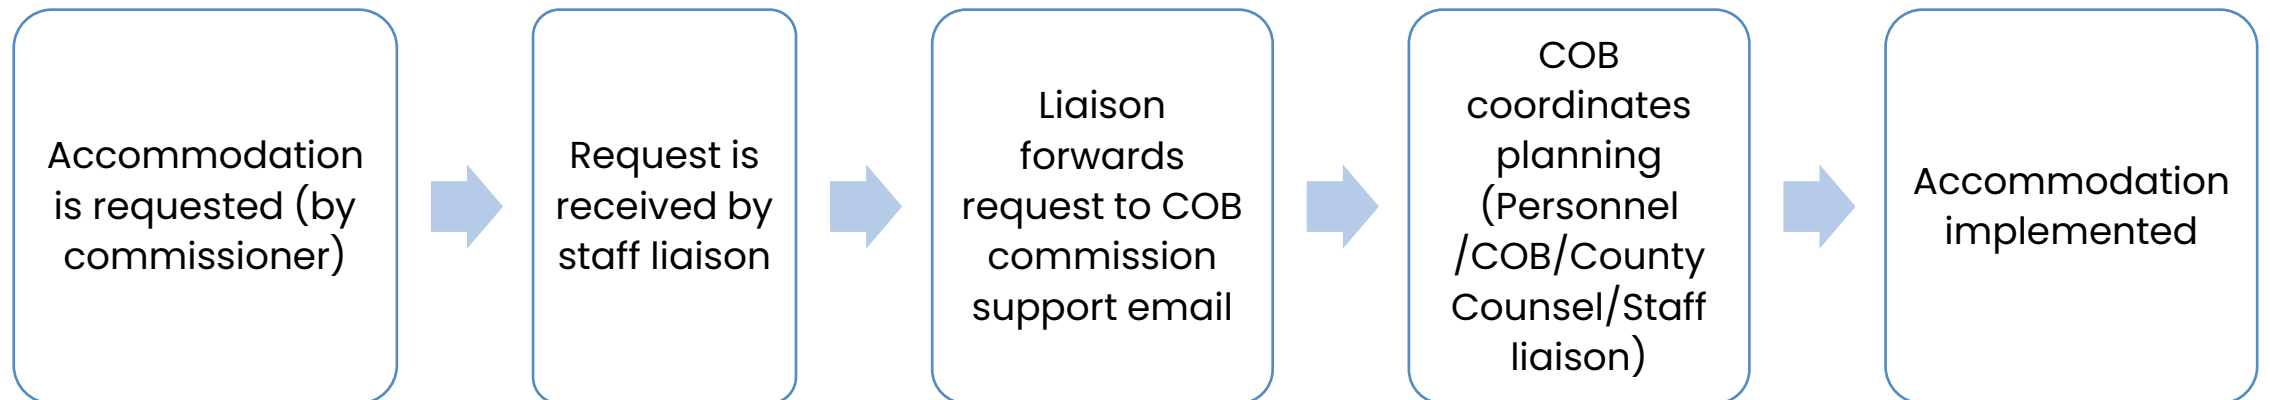 Accommodation
is requested (by
commissioner)
Request is
received by
staff liaison
Liaison
forwards
request to COB
commission
support email
COB
coordinates
planning
(Personnel
/COB/County
Counsel/Staff
liaison)
Accommodation
implemented